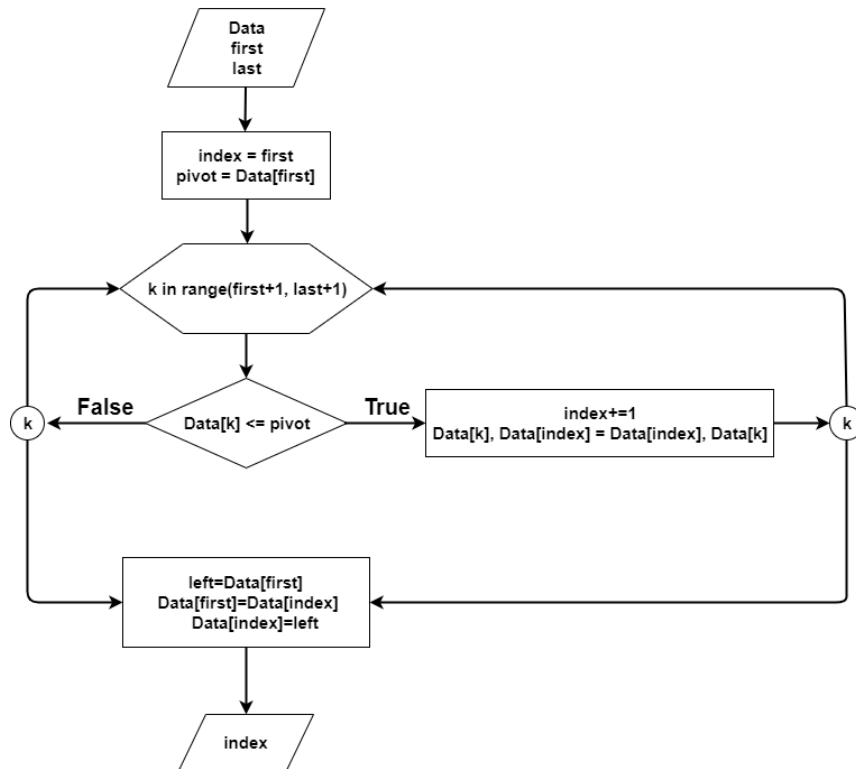 Data
first
last
index = first
pivot = Data[first]
k in range(first+1, last+1)
False
True
k
Data[k] <= pivot
index+=1
Data[k], Data[index] = Data[index], Data[k]
k
left=Data[first]
Data[first]=Data[index]
Data[index]=left
index